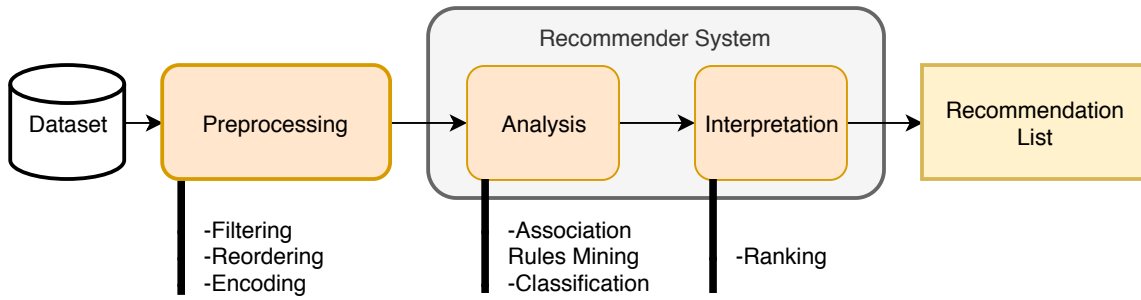 Recommender System
Dataset
Preprocessing
Analysis
Interpretation
Recommendation
List
-Filtering
-Reordering
-Encoding
-Association
Rules Mining
-Classification
-Ranking